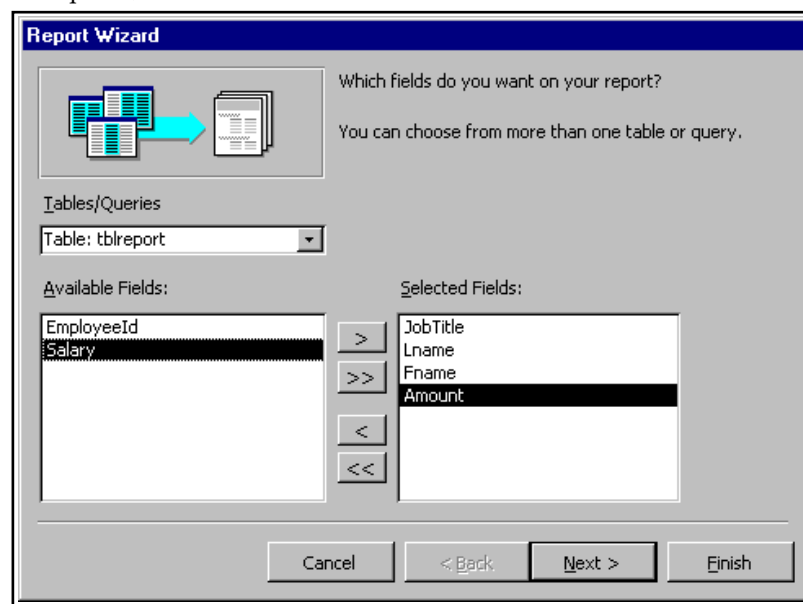 Report Wizard
Which fields do you want on your report?
You can choose from more than one table or query.
Tables/Queries
Table: tblreport
Available Fields:
Selected Fields:
EmployeeId
Salary
>
>>
<
<<
JobTitle
Lname
Fname
Amount
Cancel
< Back
Next >
Finish